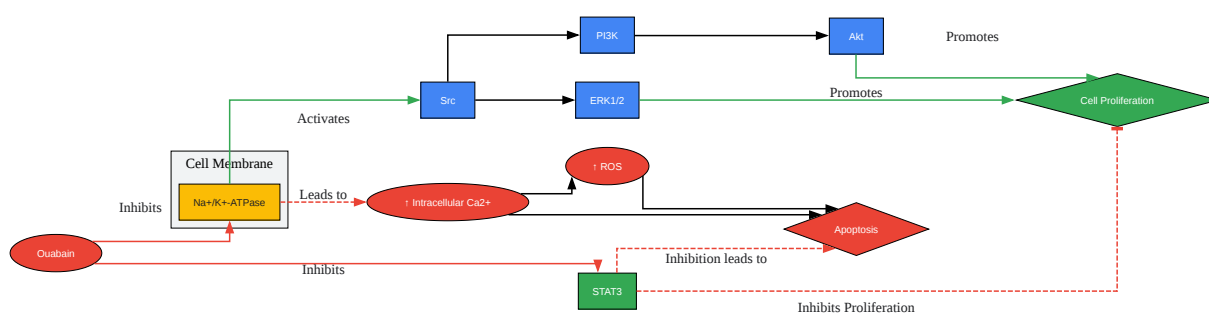 PI3K
Akt
Promotes
Src
ERK1/2
Promotes
Cell Proliferation
Activates
Cell Membrane
↑ ROS
Na+/K+-ATPase
Leads to
↑ Intracellular Ca2+
Inhibits
Apoptosis
Ouabain
Inhibits
Inhibition leads to
STAT3
Inhibits Proliferation